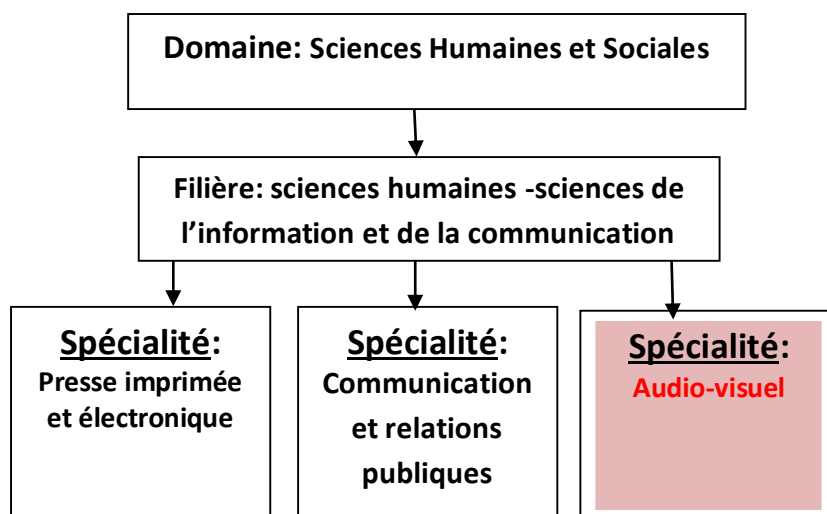 Domaine: Sciences Humaines et Sociales
Filière: sciences humaines -sciences de
l’information et de la communication
Spécialité:
Presse imprimée
et électronique
Spécialité:
Communication
et relations
publiques
Spécialité:
Audio-visuel